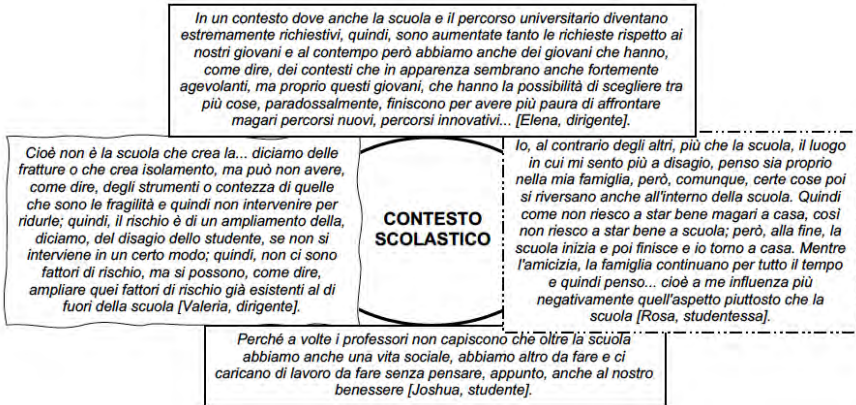 In un contesto dove anche la scuola e il percorso universitario diventano
estremamente richiestivi, quindi, sono aumentate tanto le richieste rispetto ai
nostri giovani e al contempo però abbiamo anche dei giovani che hanno,
come dire, dei contesti che in apparenza sembrano anche fortemente
agevolanti, ma proprio questi giovani, che hanno la possibilità di scegliere tra
più cose, paradossalmente, finiscono per avere più paura di affrontare
magari percorsi nuovi, percorsi innovativi... [Elena, dirigente].
Cioè non è la scuola che crea la... diciamo delle
fratture o che crea isolamento, ma può non avere,
come dire, degli strumenti o contezza di quelle
che sono le fragilità e quindi non intervenire per
ridurle; quindi, il rischio è di un ampliamento della,
diciamo, del disagio dello studente, se non si
interviene in un certo modo; quindi, non ci sono
fattori di rischio, ma si possono, come dire,
ampliare quei fattori di rischio già esistenti al di
fuori della scuola [Valeria, dirigente].
CONTESTO
SCOLASTICO
Io, al contrario degli altri, più che la scuola, il luogo
in cui mi sento più a disagio, penso sia proprio
nella mia famiglia, però, comunque, certe cose poi
si riversano anche all'interno della scuola. Quindi
come non riesco a star bene magari a casa, così
non riesco a star bene a scuola; però, alla fine, la
scuola inizia e poi finisce e io torno a casa. Mentre
l'amicizia, la famiglia continuano per tutto il tempo
e quindi penso... cioè a me influenza più
negativamente quell'aspetto piuttosto che la
scuola [Rosa, studentessa].
Perché a volte i professori non capiscono che oltre la scuola
abbiamo anche una vita sociale, abbiamo altro da fare e ci
caricano di lavoro da fare senza pensare, appunto, anche al nostro
benessere [Joshua, studente].